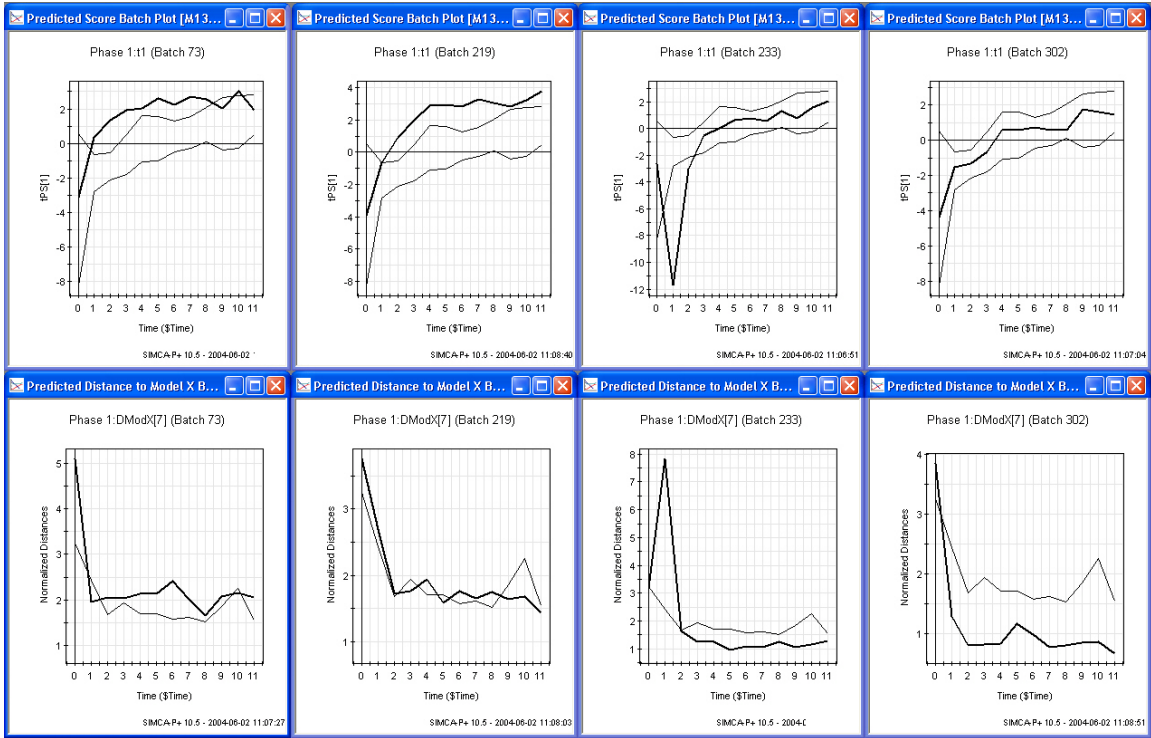 Predicted Score Batch Plot [M13...
Phase 1:t1 (Batch 73)
2
0
-2
-4
-6
-8
tPS[1]
0 1 2 3 4 5 6 7 8 9 10 11
Time ($Time)
SIMCA-P+ 10.5 - 2004-06-02
Predicted Score Batch Plot [M13...
Phase 1:t1 (Batch 219)
4
2
0
-2
-4
-6
-8
tPS[1]
0 1 2 3 4 5 6 7 8 9 10 11
Time ($Time)
SIMCA-P+ 10.5 - 2004-06-02 11:08:40
Predicted Score Batch Plot [M13...
Phase 1:t1 (Batch 233)
2
0
-2
-4
-6
-8
-10
-12
tPS[1]
0 1 2 3 4 5 6 7 8 9 10 11
Time ($Time)
SIMCA-P+ 10.5 - 2004-06-02 11:06:51
Predicted Score Batch Plot [M13...
Phase 1:t1 (Batch 302)
2
0
-2
-4
-6
-8
tPS[1]
0 1 2 3 4 5 6 7 8 9 10 11
Time ($Time)
SIMCA-P+ 10.5 - 2004-06-02 11:07:04
Predicted Distance to Model X B...
Phase 1:DModX[7] (Batch 73)
5
4
3
2
1
Normalized Distances
0 1 2 3 4 5 6 7 8 9 10 11
Time ($Time)
SIMCA-P+ 10.5 - 2004-06-02 11:07:27
Predicted Distance to Model X B...
Phase 1:DModX[7] (Batch 219)
3
2
1
Normalized Distances
0 1 2 3 4 5 6 7 8 9 10 11
Time ($Time)
SIMCA-P+ 10.5 - 2004-06-02 11:08:03
Predicted Distance to Model X B...
Phase 1:DModX[7] (Batch 233)
8
7
6
5
4
3
2
1
Normalized Distances
0 1 2 3 4 5 6 7 8 9 10 11
Time ($Time)
SIMCA-P+ 10.5 - 2004-
Predicted Distance to Model X B...
Phase 1:DModX[7] (Batch 302)
4
3
2
1
Normalized Distances
0 1 2 3 4 5 6 7 8 9 10 11
Time ($Time)
SIMCA-P+ 10.5 - 2004-06-02 11:08:51